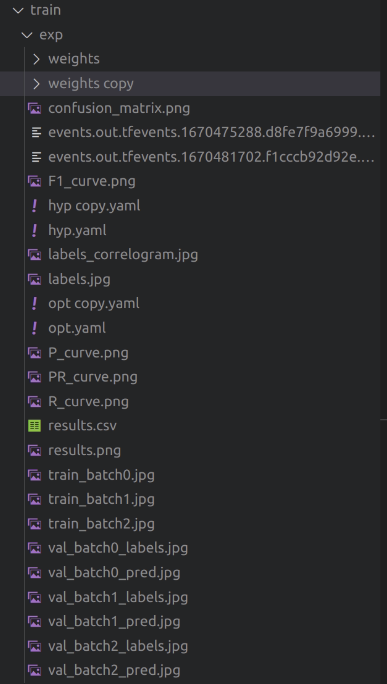 train
exp
weights
weights copy
confusion_matrix.png
events.out.tfevents.1670475288.d8fe7f9a6999....
events.out.tfevents.1670481702.f1cccb92d92e....
F1_curve.png
hyp copy.yaml
hyp.yaml
labels_correlogram.jpg
labels.jpg
opt copy.yaml
opt.yaml
P_curve.png
PR_curve.png
R_curve.png
results.csv
results.png
train_batch0.jpg
train_batch1.jpg
train_batch2.jpg
val_batch0_labels.jpg
val_batch0_pred.jpg
val_batch1_labels.jpg
val_batch1_pred.jpg
val_batch2_labels.jpg
val_batch2_pred.jpg